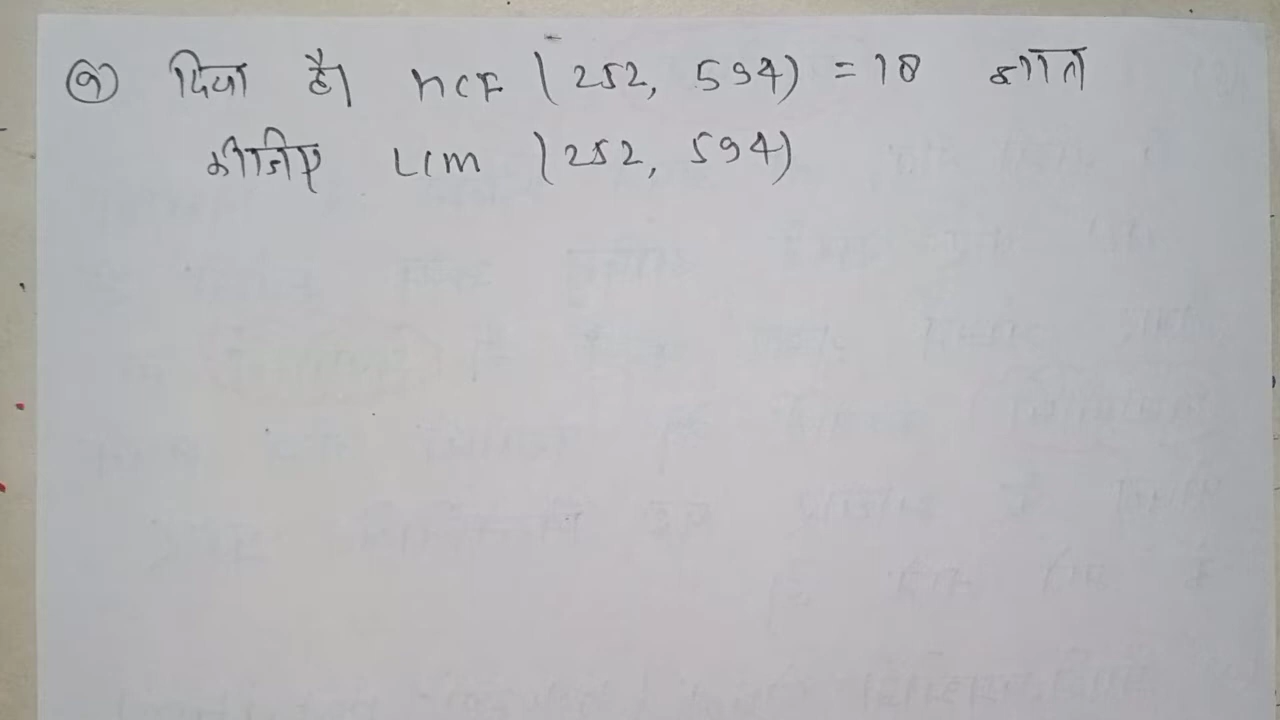 (9) दिया है। HCF (252, 594) = 18 ज्ञात
कीजिए LCM (252, 594)